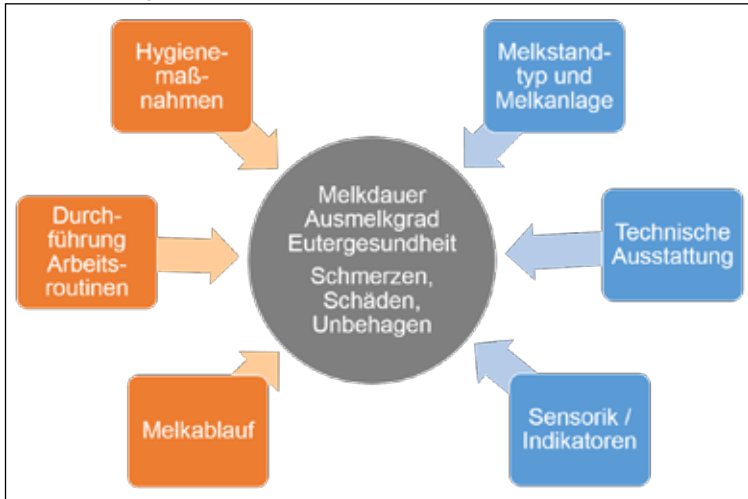 Hygiene-
maß-
nahmen
Melkstand-
typ und
Melkanlage
Durch-
führung
Arbeits-
routinen
Melkdauer
Ausmelkgrad
Eutergesundheit
Schmerzen,
Schäden,
Unbehagen
Technische
Ausstattung
Melkablauf
Sensorik /
Indikatoren